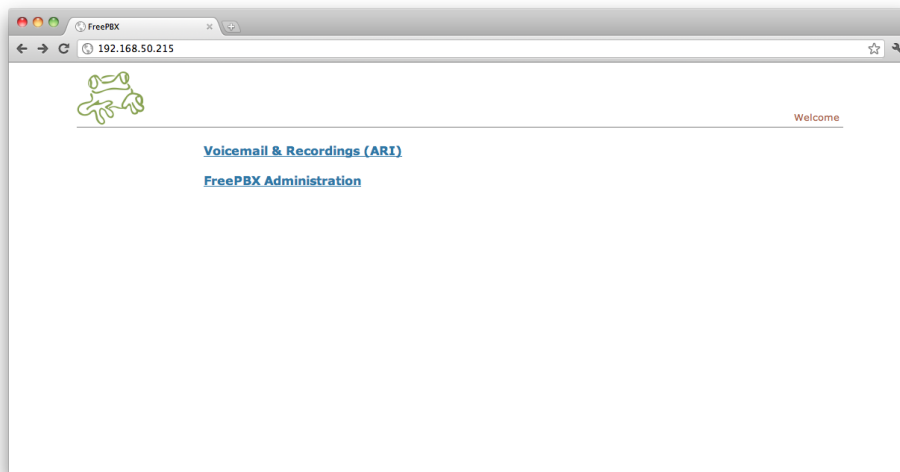 FreePBX
192.168.50.215
Welcome
Voicemail & Recordings (ARI)
FreePBX Administration